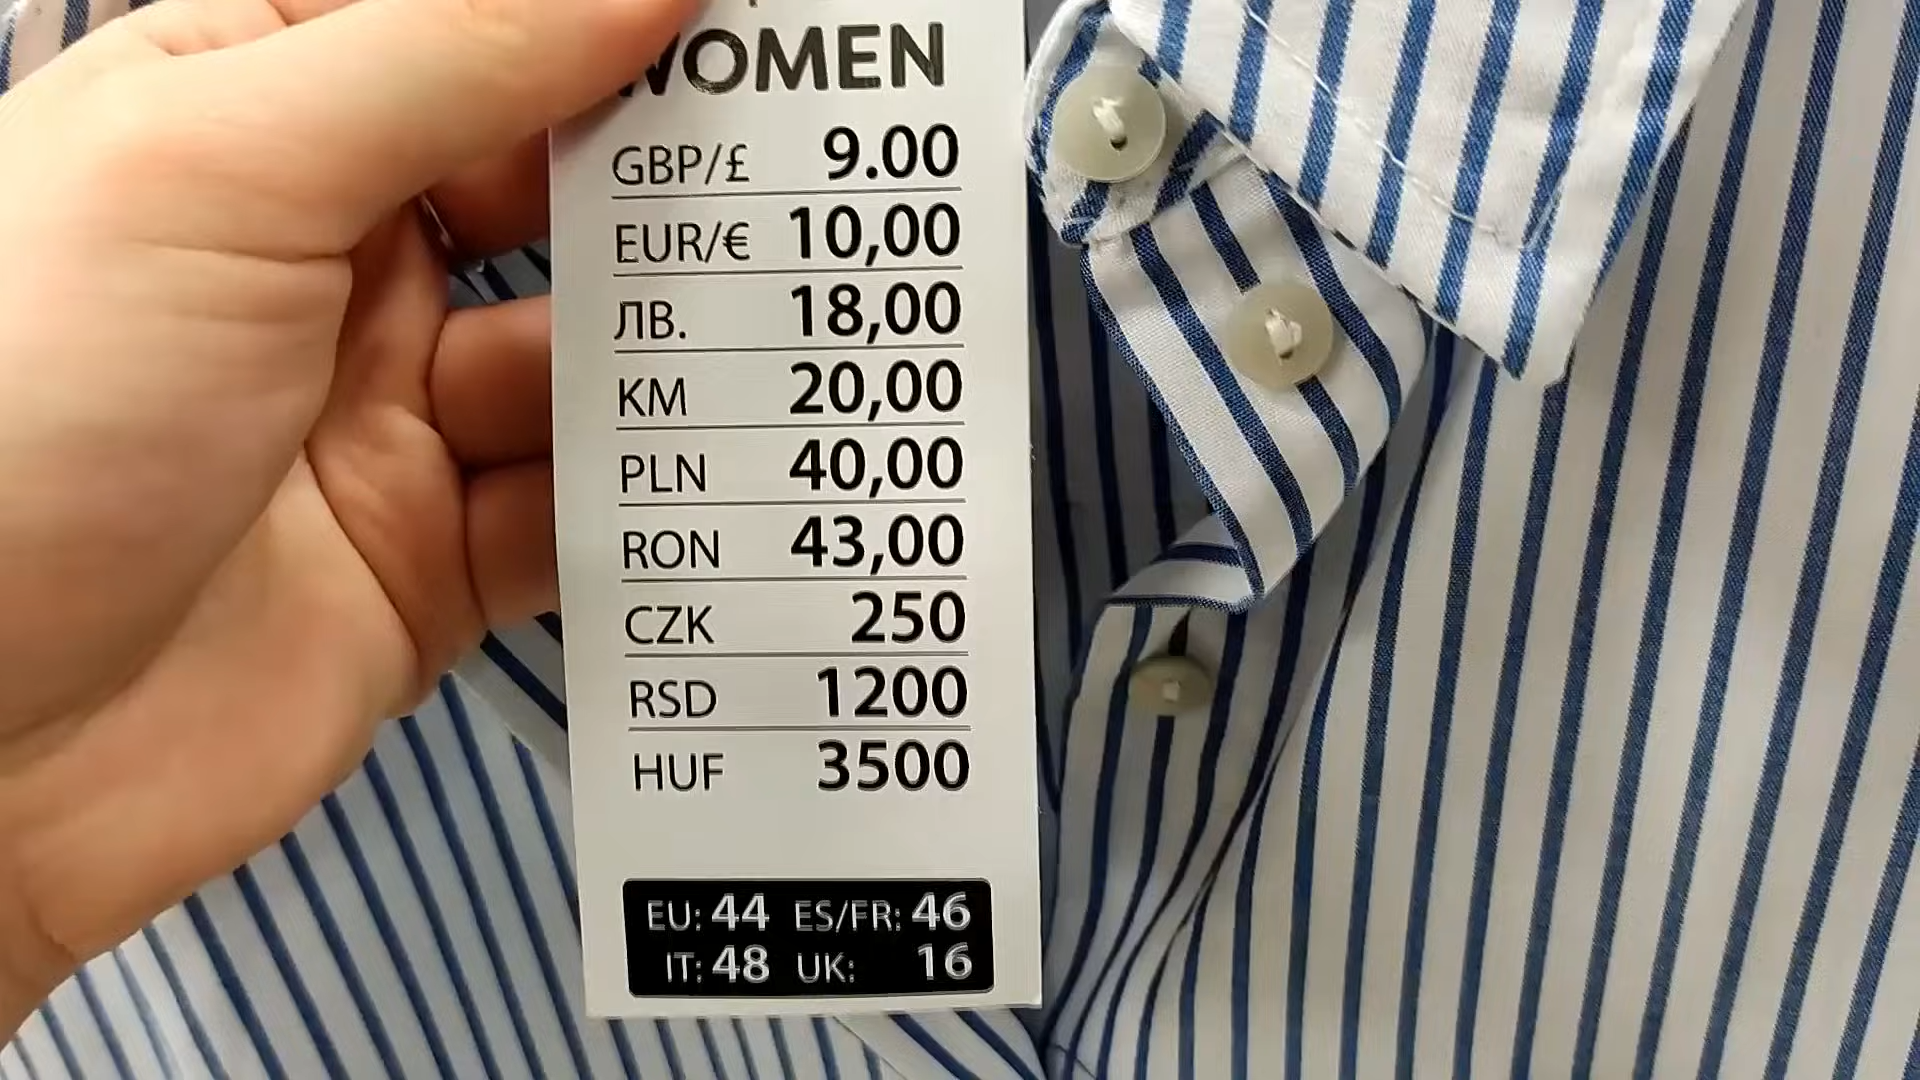 WOMEN
GBP/£ 9.00
EUR/€ 10,00
ЛВ. 18,00
KM 20,00
PLN 40,00
RON 43,00
CZK 250
RSD 1200
HUF 3500
EU: 44 ES/FR: 46
IT: 48 UK: 16